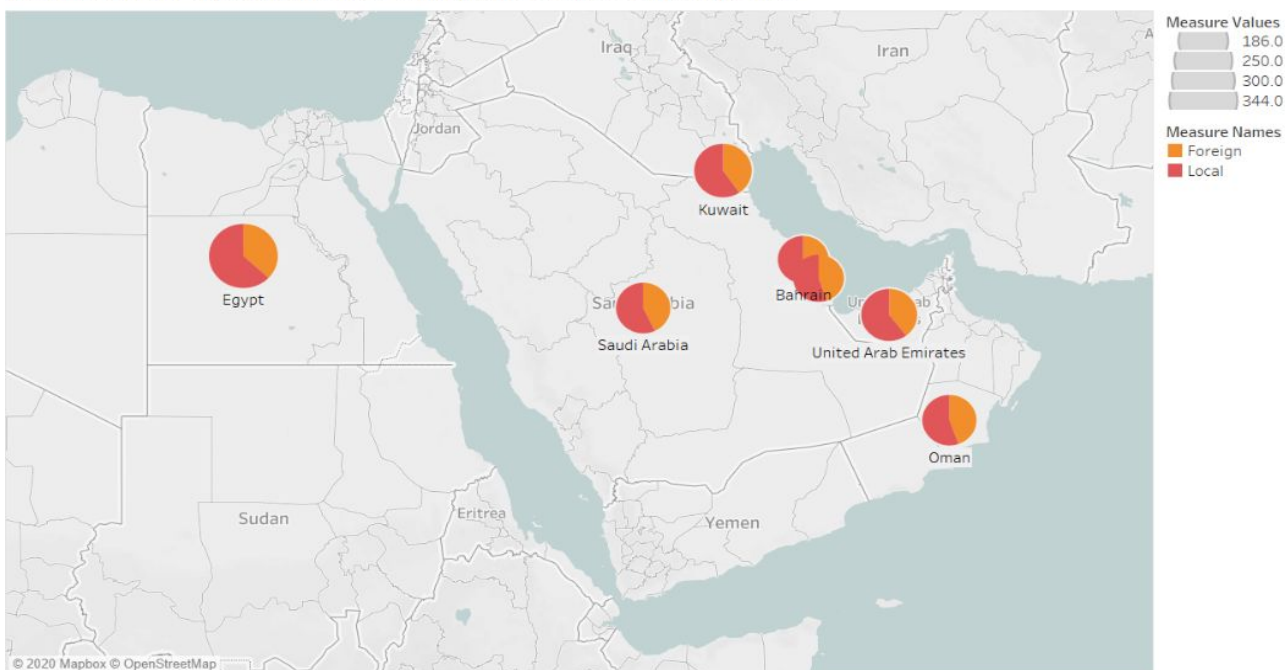 Measure Values
186.0
250.0
300.0
344.0
Measure Names
Foreign
Local
Iraq
Iran
Jordan
Kuwait
Egypt
Bahrain
Saudi Arabia
United Arab Emirates
Oman
Sudan
Eritrea
Yemen
© 2020 Mapbox © OpenStreetMap